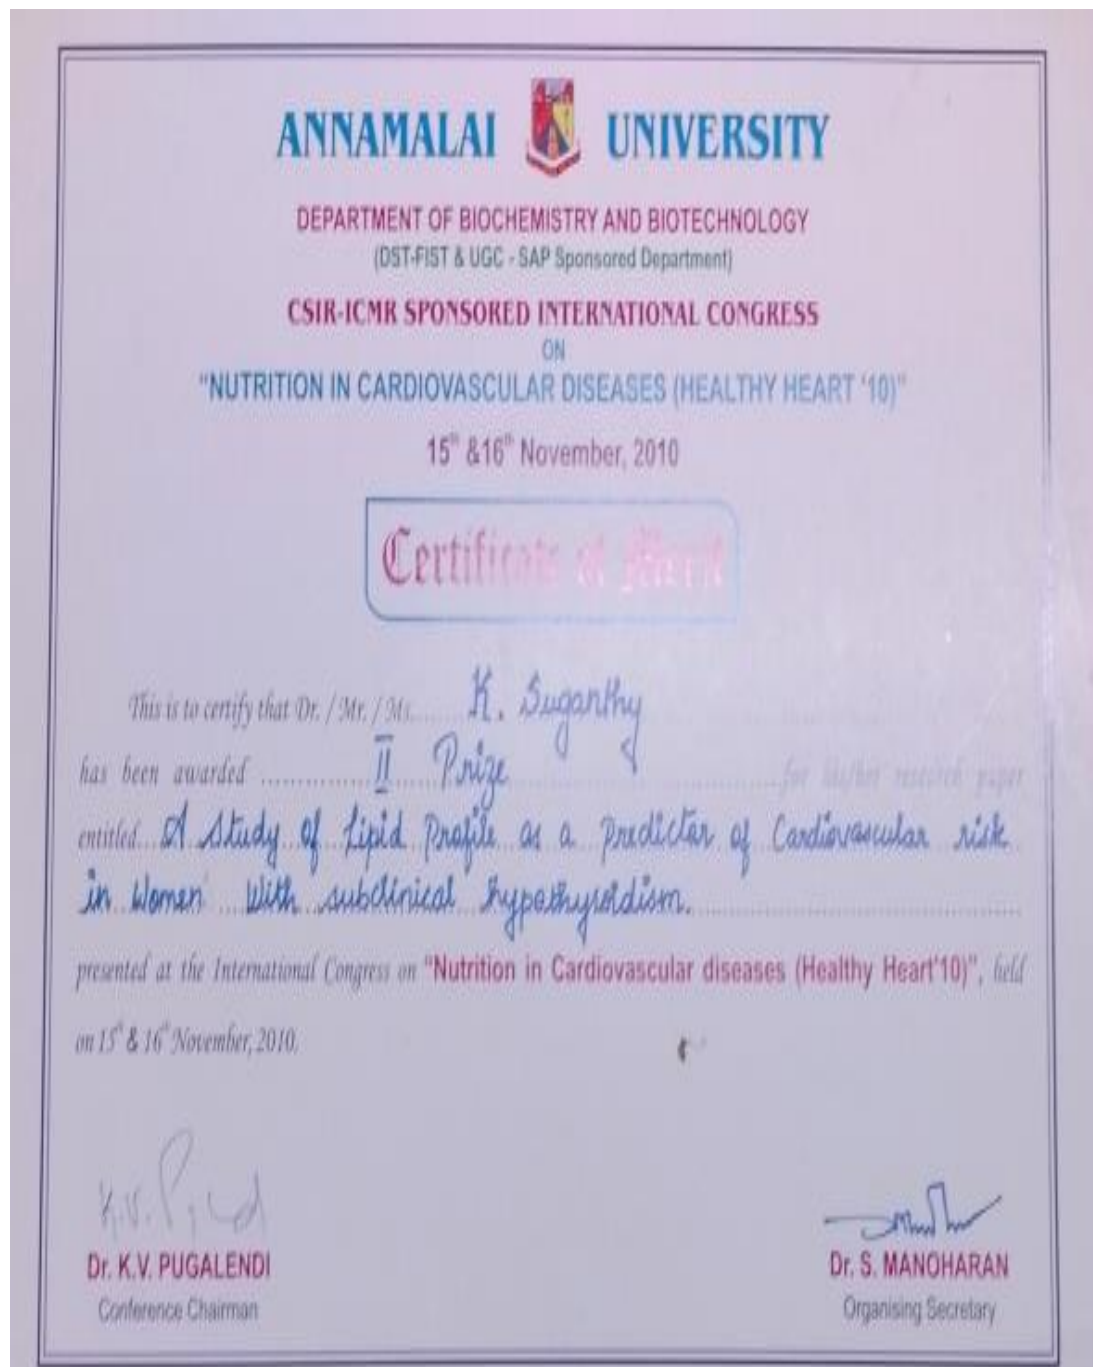 ANNAMALAI UNIVERSITY
DEPARTMENT OF BIOCHEMISTRY AND BIOTECHNOLOGY
(DST-FIST & UGC - SAP Sponsored Department)
CSIR-ICMR SPONSORED INTERNATIONAL CONGRESS
ON
"NUTRITION IN CARDIOVASCULAR DISEASES (HEALTHY HEART '10)"
15th &16th November, 2010
Certificate of Merit
This is to certify that Dr. / Mr. / Ms. K. Suganthy
has been awarded II Prize for his/her research paper
entitled A Study of Lipid Profile as a predictor of Cardiovascular risk
in Women With subclinical hypothyroidism.
presented at the International Congress on "Nutrition in Cardiovascular diseases (Healthy Heart'10)", held
on 15th & 16th November, 2010.
K.V.
Dr. K.V. PUGALENDI
Conference Chairman
Dr. S. MANOHARAN
Organising Secretary